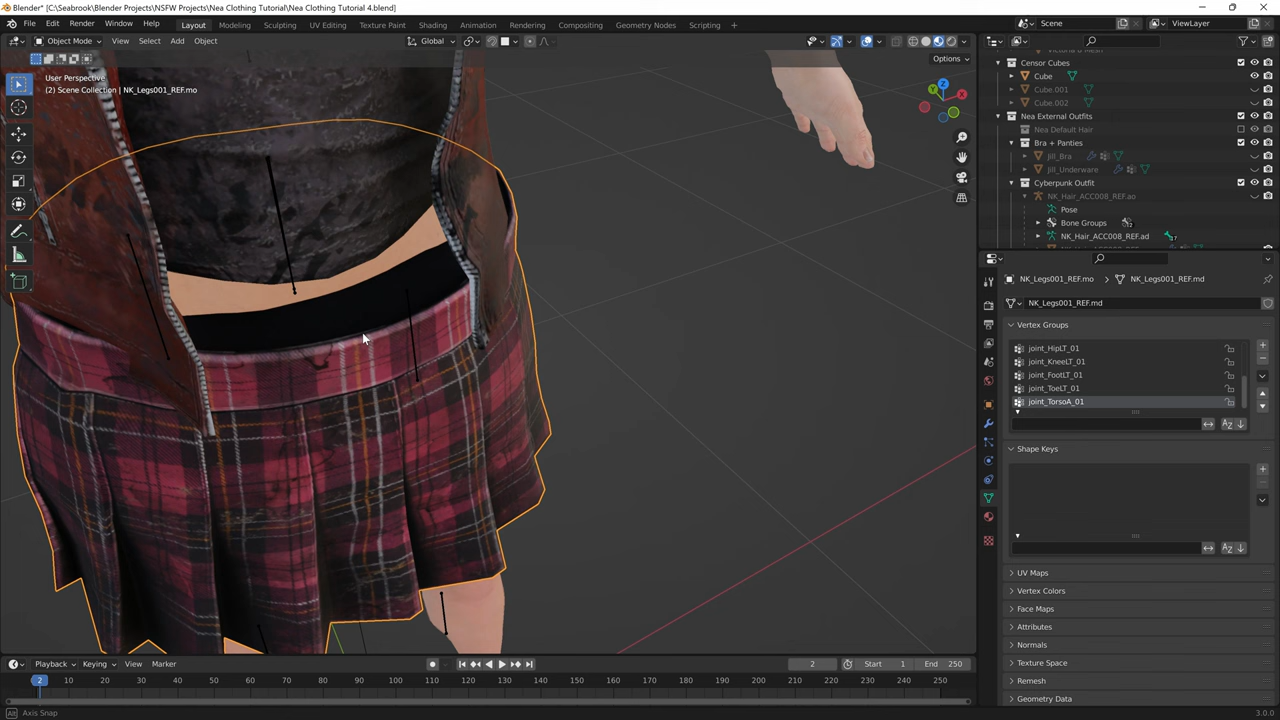 Blender* [C:\Seabrook\Blender Projects\NSFW Projects\Nea Clothing Tutorial\Nea Clothing Tutorial 4.blend]
File Edit Render Window Help Layout Modeling Sculpting UV Editing Texture Paint Shading Animation Rendering Compositing Geometry Nodes Scripting + Scene ViewLayer
Object Mode View Select Add Object Global
Options
User Perspective
(2) Scene Collection | NK_Legs001_REF.mo
Z
Y
X
Censor Cubes
Cube
Cube.001
Cube.002
Nea External Outfits
Nea Default Hair
Bra + Panties
Jill_Bra
Jill_Underware
Cyberpunk Outfit
NK_Hair_ACC008_REF.ao
Pose
Bone Groups
NK_Hair_ACC008_REF.ad
NK_Legs001_REF.mo NK_Legs001_REF.md
NK_Legs001_REF.md
Vertex Groups
joint_HipLT_01
joint_KneeLT_01
joint_FootLT_01
joint_ToeLT_01
joint_TorsoA_01
Shape Keys
UV Maps
Vertex Colors
Face Maps
Attributes
Normals
Texture Space
Remesh
Geometry Data
Playback Keying View Marker 2 Start 1 End 250
2 10 20 30 40 50 60 70 80 90 100 110 120 130 140 150 160 170 180 190 200 210 220 230 240 250
Axis Snap 3.0.0